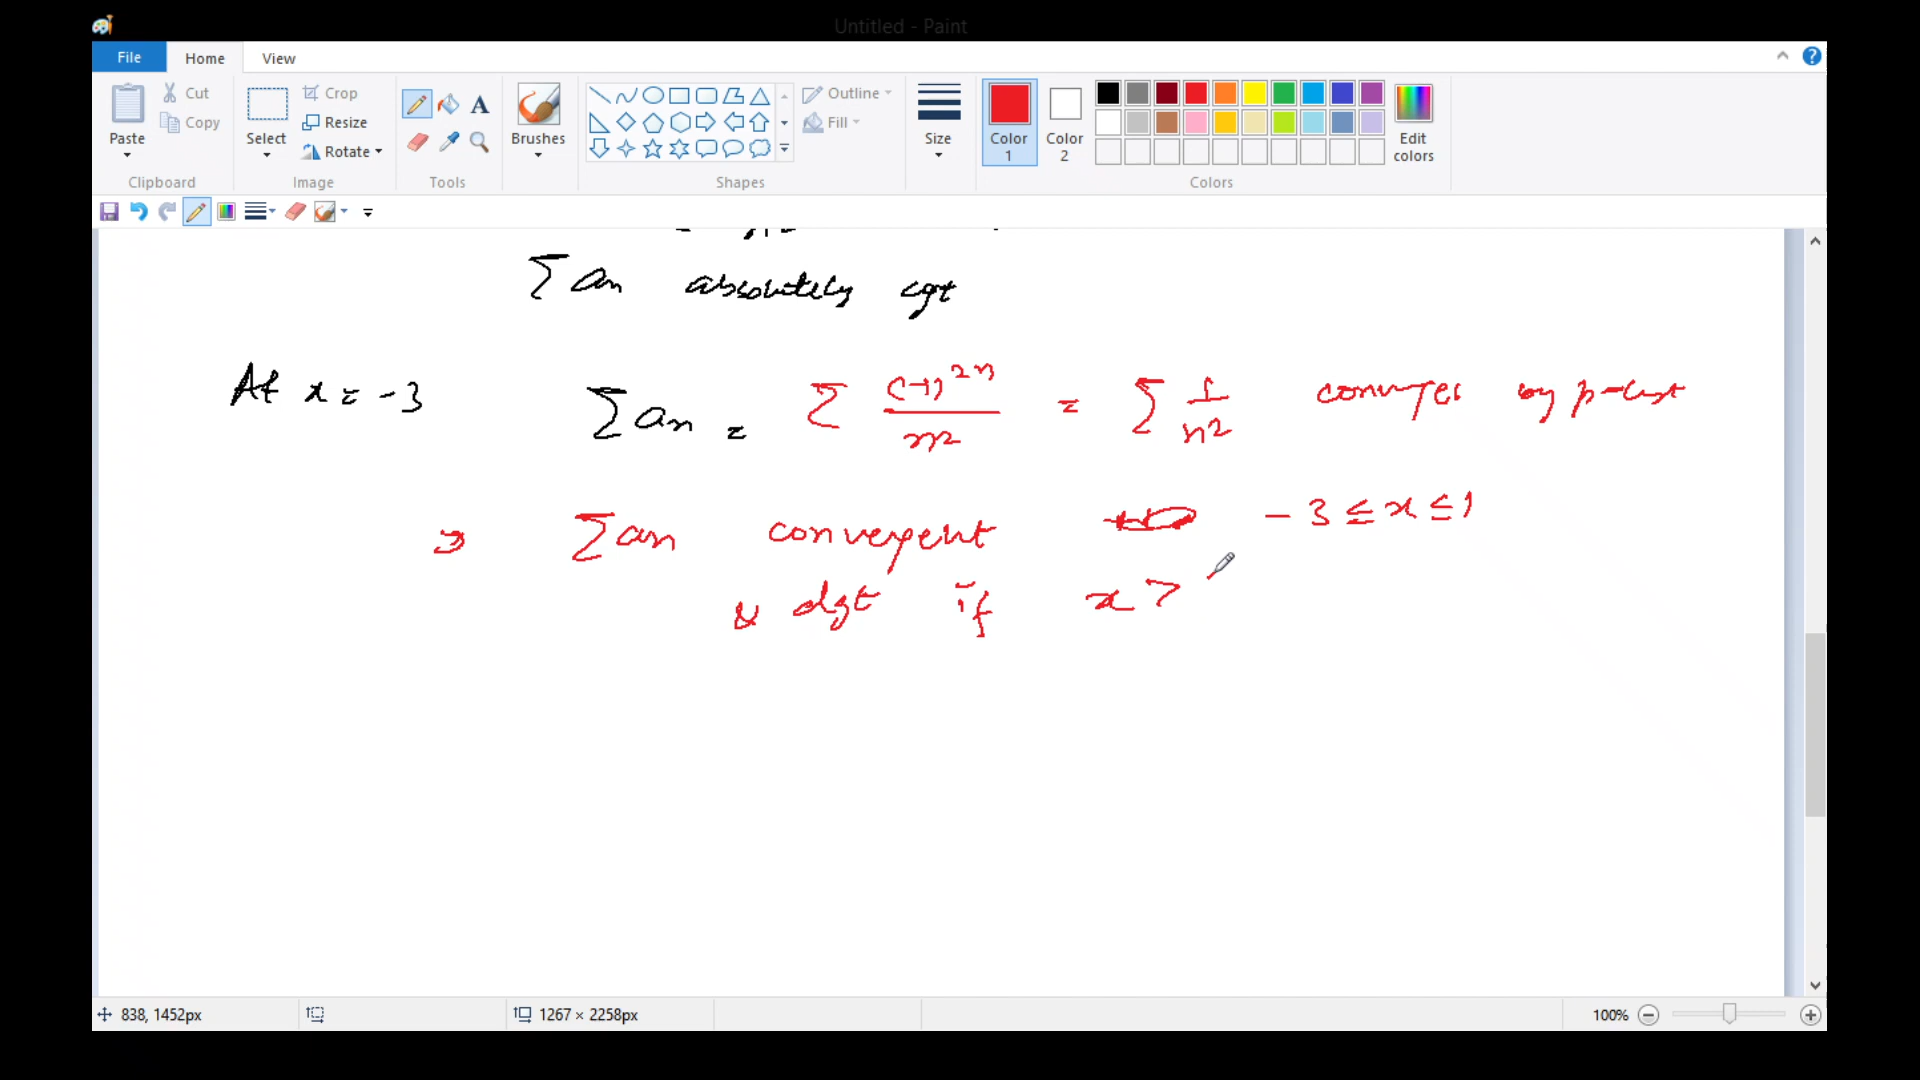 Untitled - Paint
File Home View
Paste Cut Copy Clipboard
Select Crop Resize Rotate Image
Tools
Brushes
Outline Fill Shapes
Size
Color 1 Color 2 Edit colors Colors
∑ an absolutely cgt
At x = -3 ∑ an = ∑ (-1)^2n / n^2 = ∑ 1/n^2 converges by p-test
⇒ ∑ an convergent -3 ≤ x ≤ 1
& dgt if x >
838, 1452px 1267 × 2258px 100%